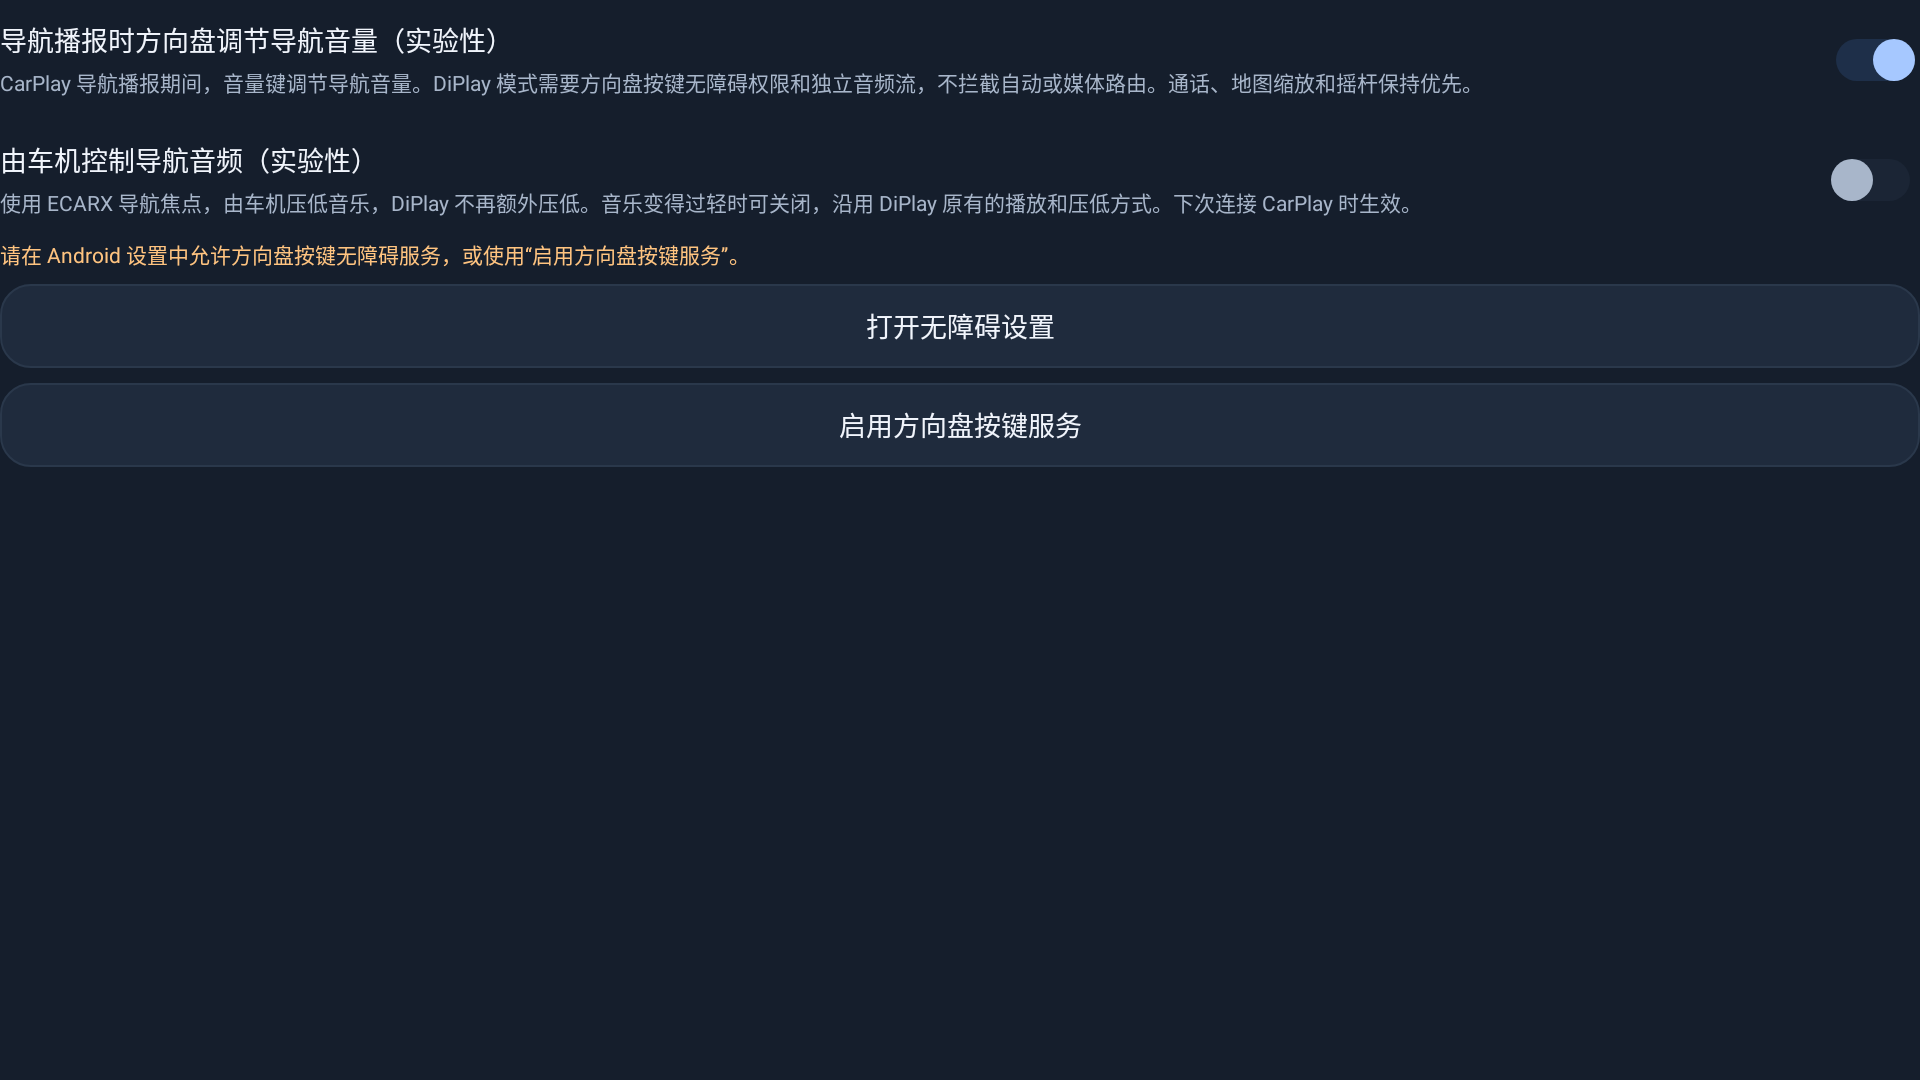 导航播报时方向盘调节导航音量（实验性）
CarPlay 导航播报期间，音量键调节导航音量。DiPlay 模式需要方向盘按键无障碍权限和独立音频流，不拦截自动或媒体路由。通话、地图缩放和摇杆保持优先。
由车机控制导航音频（实验性）
使用 ECARX 导航焦点，由车机压低音乐，DiPlay 不再额外压低。音乐变得过轻时可关闭，沿用 DiPlay 原有的播放和压低方式。下次连接 CarPlay 时生效。
请在 Android 设置中允许方向盘按键无障碍服务，或使用“启用方向盘按键服务”。
打开无障碍设置
启用方向盘按键服务